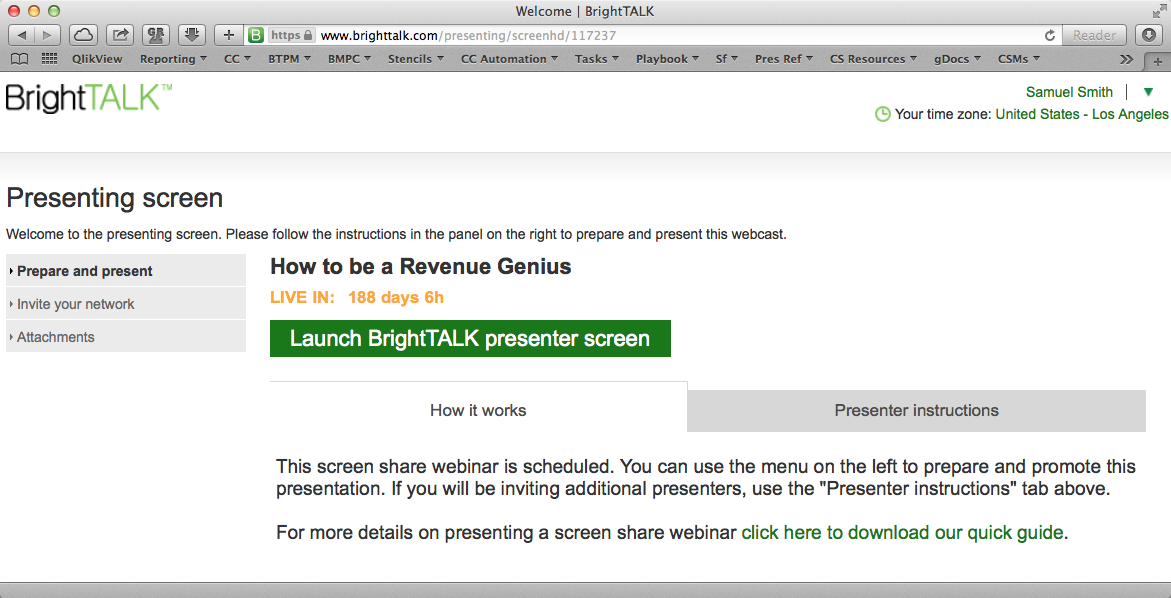 Welcome | BrightTALK
https www.brighttalk.com/presenting/screenhd/117237 Reader
QlikView Reporting CC BTPM BMPC Stencils CC Automation Tasks Playbook Sf Pres Ref CS Resources gDocs CSMs
BrightTALK™
Samuel Smith
Your time zone: United States - Los Angeles
Presenting screen
Welcome to the presenting screen. Please follow the instructions in the panel on the right to prepare and present this webcast.
Prepare and present
Invite your network
Attachments
How to be a Revenue Genius
LIVE IN: 188 days 6h
Launch BrightTALK presenter screen
How it works
Presenter instructions
This screen share webinar is scheduled. You can use the menu on the left to prepare and promote this
presentation. If you will be inviting additional presenters, use the "Presenter instructions" tab above.
For more details on presenting a screen share webinar click here to download our quick guide.